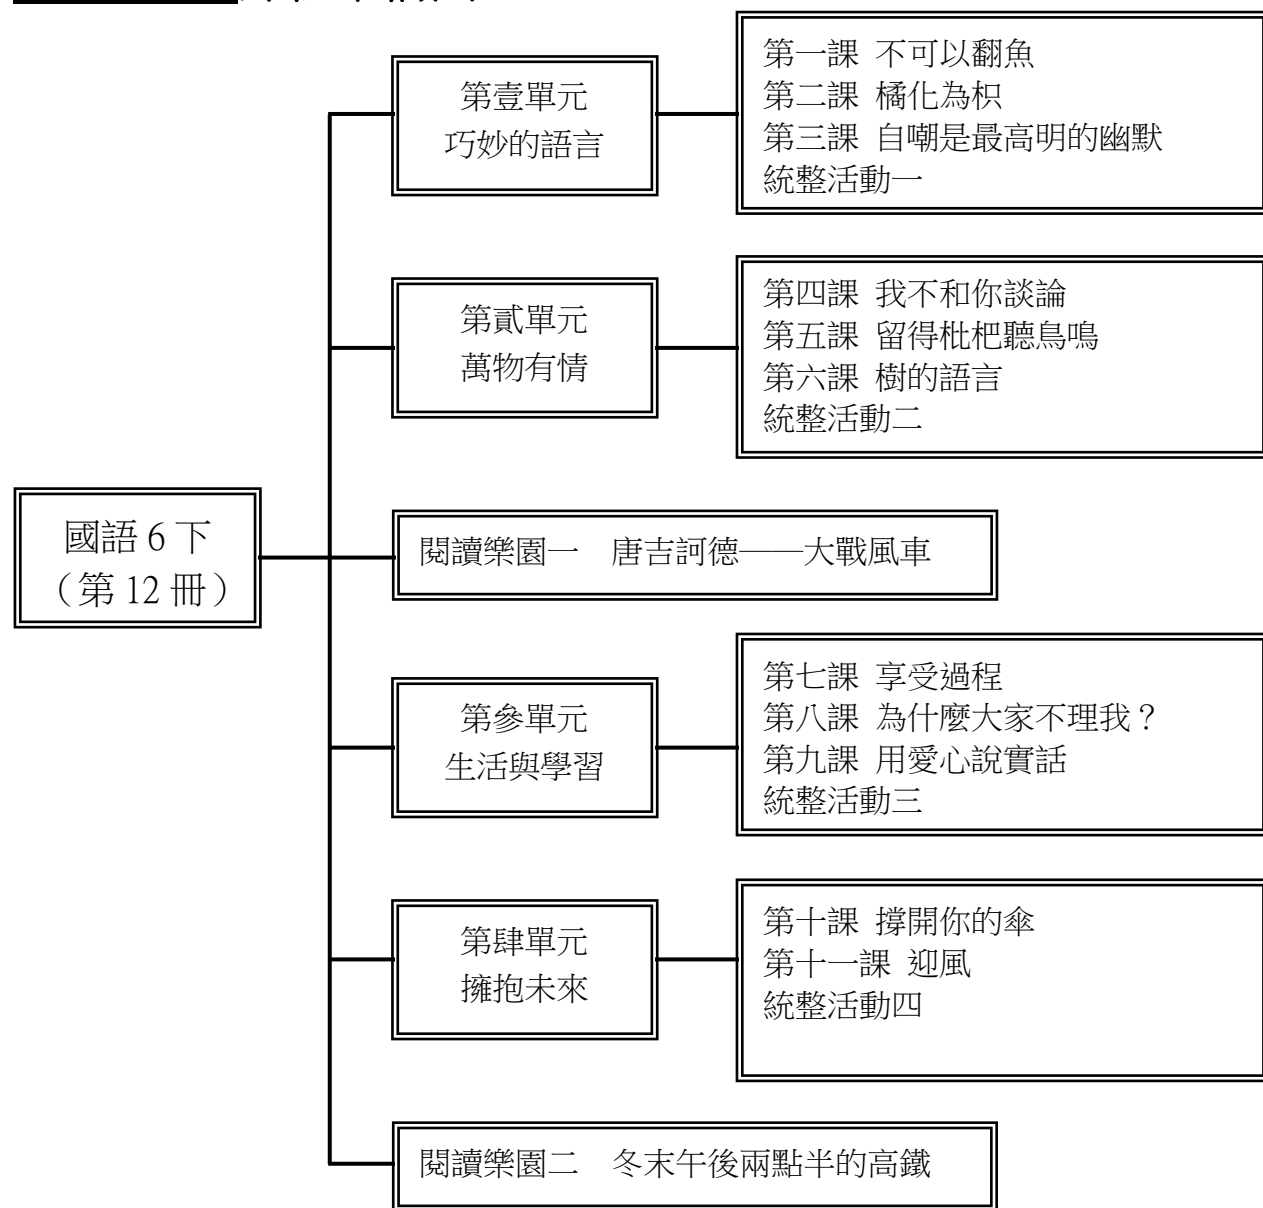 第壹單元
巧妙的語言
第一課 不可以翻魚
第二課 橘化為枳
第三課 自嘲是最高明的幽默
統整活動一
第貳單元
萬物有情
第四課 我不和你談論
第五課 留得枇杷聽鳥鳴
第六課 樹的語言
統整活動二
國語 6 下
（第 12 冊）
閱讀樂園一 唐吉訶德——大戰風車
第參單元
生活與學習
第七課 享受過程
第八課 為什麼大家不理我？
第九課 用愛心說實話
統整活動三
第肆單元
擁抱未來
第十課 撐開你的傘
第十一課 迎風
統整活動四
閱讀樂園二 冬末午後兩點半的高鐵